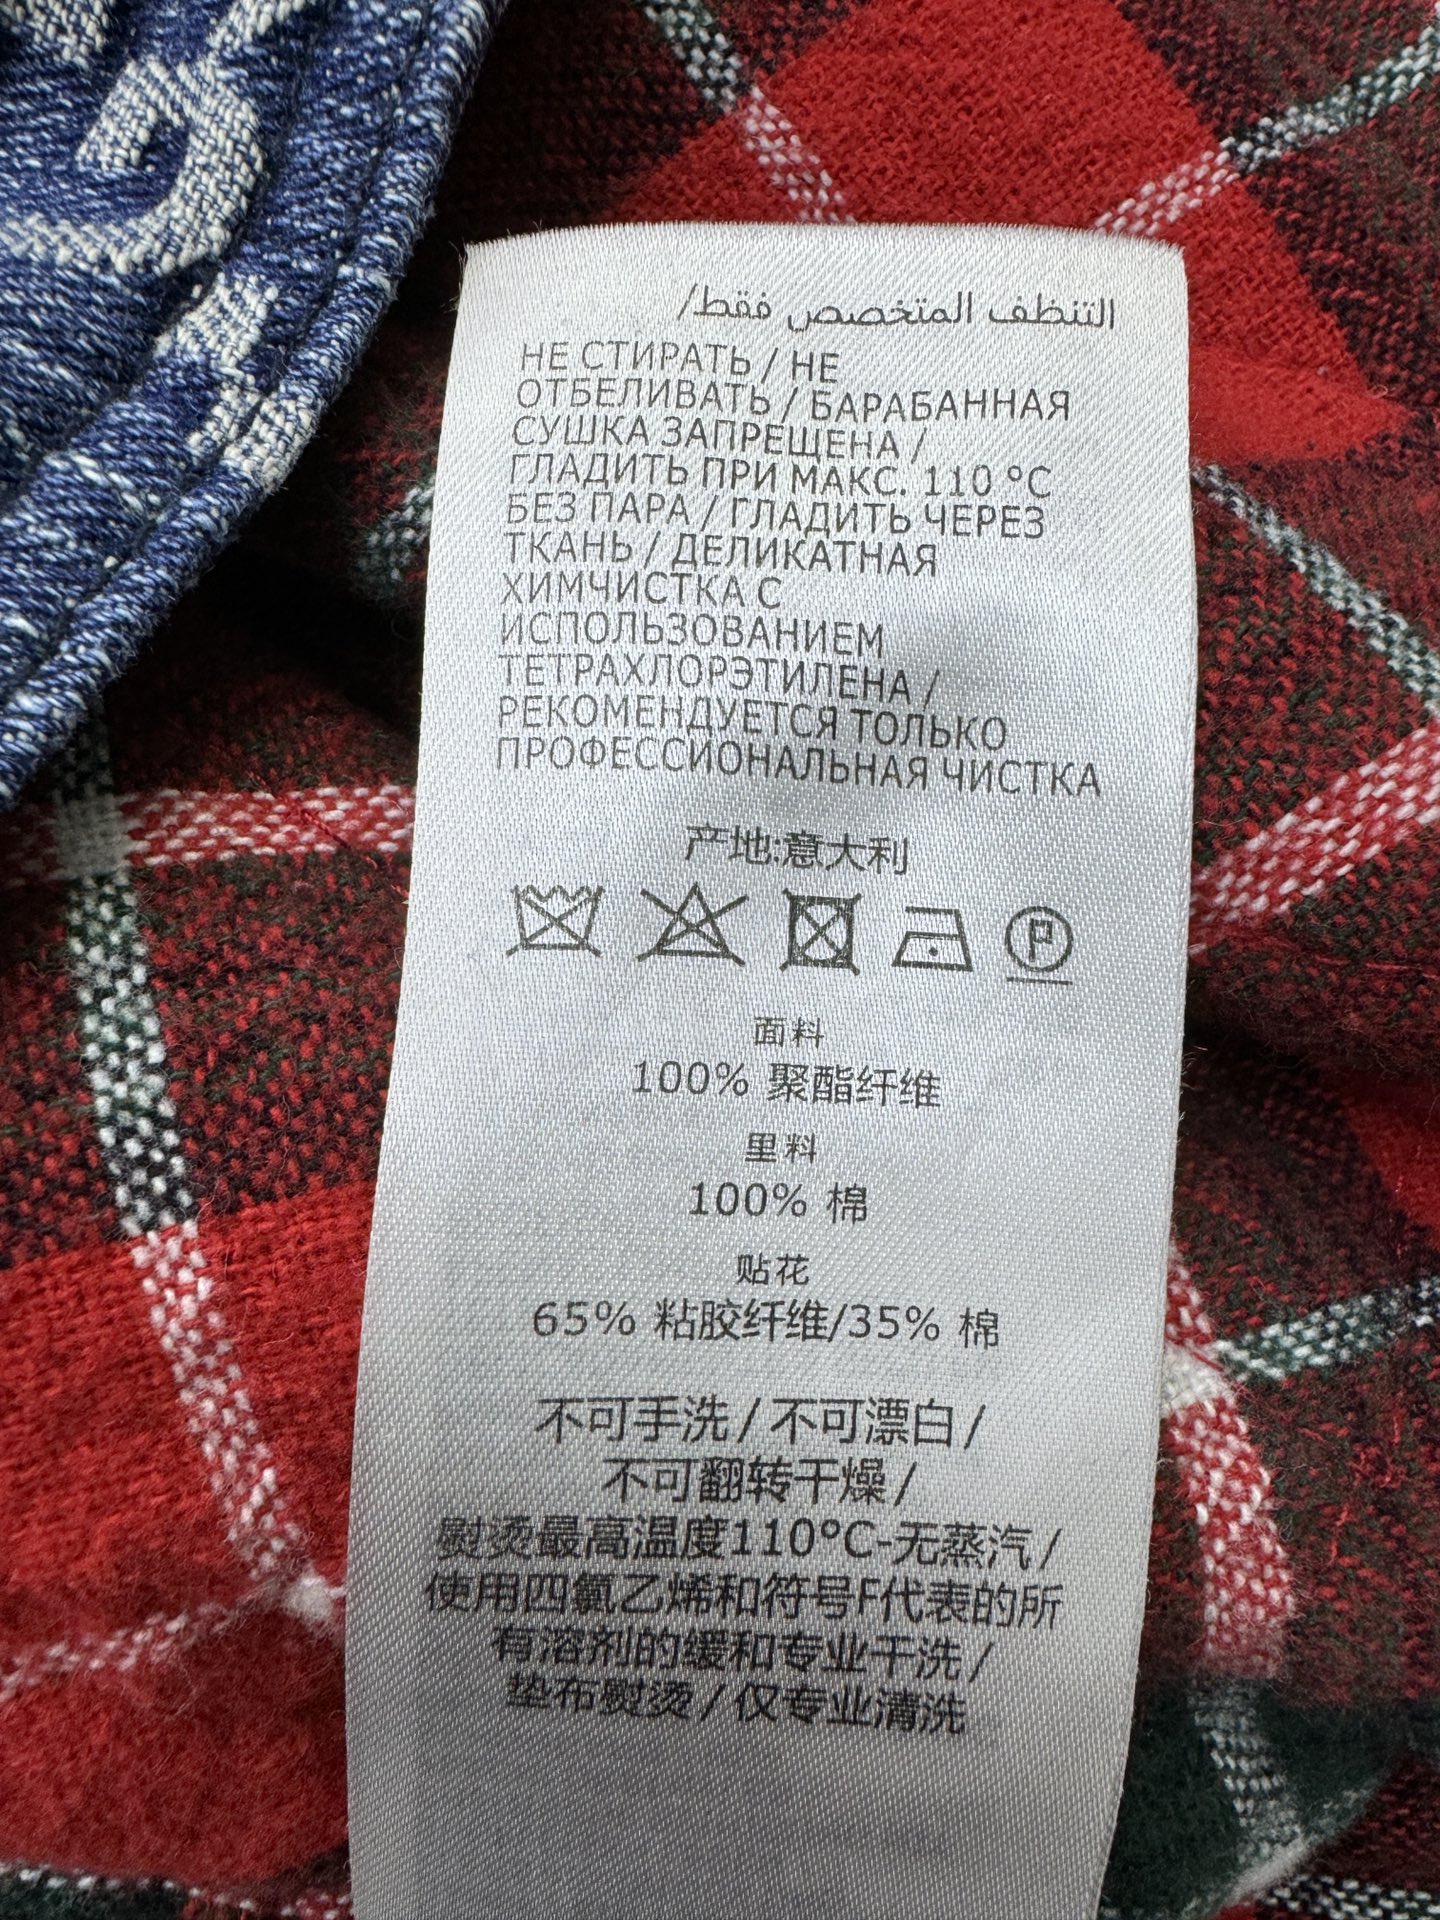 التنظف المتخصص فقط/
НЕ СТИРАТЬ / НЕ
ОТБЕЛИВАТЬ / БАРАБАННАЯ
СУШКА ЗАПРЕЩЕНА /
ГЛАДИТЬ ПРИ МАКС. 110 °C
БЕЗ ПАРА / ГЛАДИТЬ ЧЕРЕЗ
ТКАНЬ / ДЕЛИКАТНАЯ
ХИМЧИСТКА С
ИСПОЛЬЗОВАНИЕМ
ТЕТРАХЛОРЭТИЛЕНА /
РЕКОМЕНДУЕТСЯ ТОЛЬКО
ПРОФЕССИОНАЛЬНАЯ ЧИСТКА
产地:意大利
P
面料
100% 聚酯纤维
里料
100% 棉
贴花
65% 粘胶纤维/35% 棉
不可手洗 / 不可漂白 /
不可翻转干燥 /
熨烫最高温度110°C-无蒸汽 /
使用四氯乙烯和符号F代表的所
有溶剂的缓和专业干洗 /
垫布熨烫 / 仅专业清洗